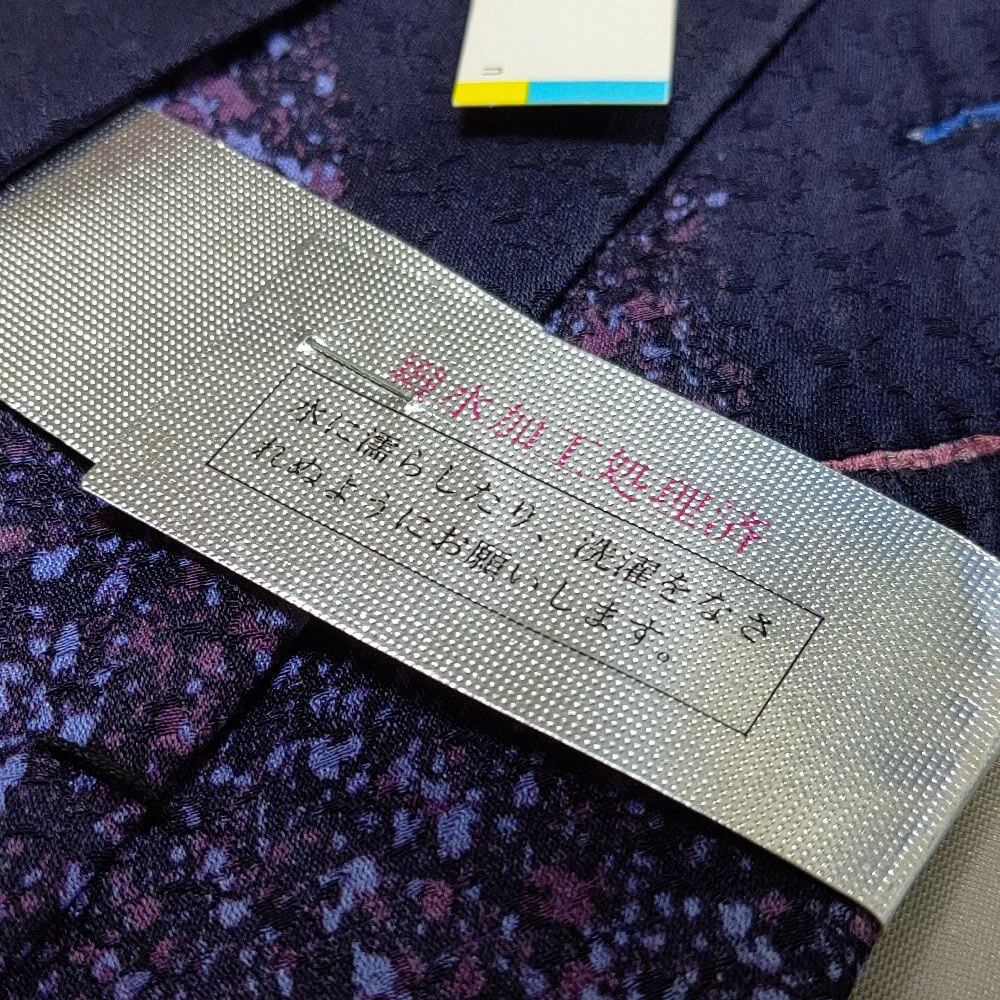 縮水加工処理済
水に濡らしたり、洗濯をなさ
れぬようにお願いします。